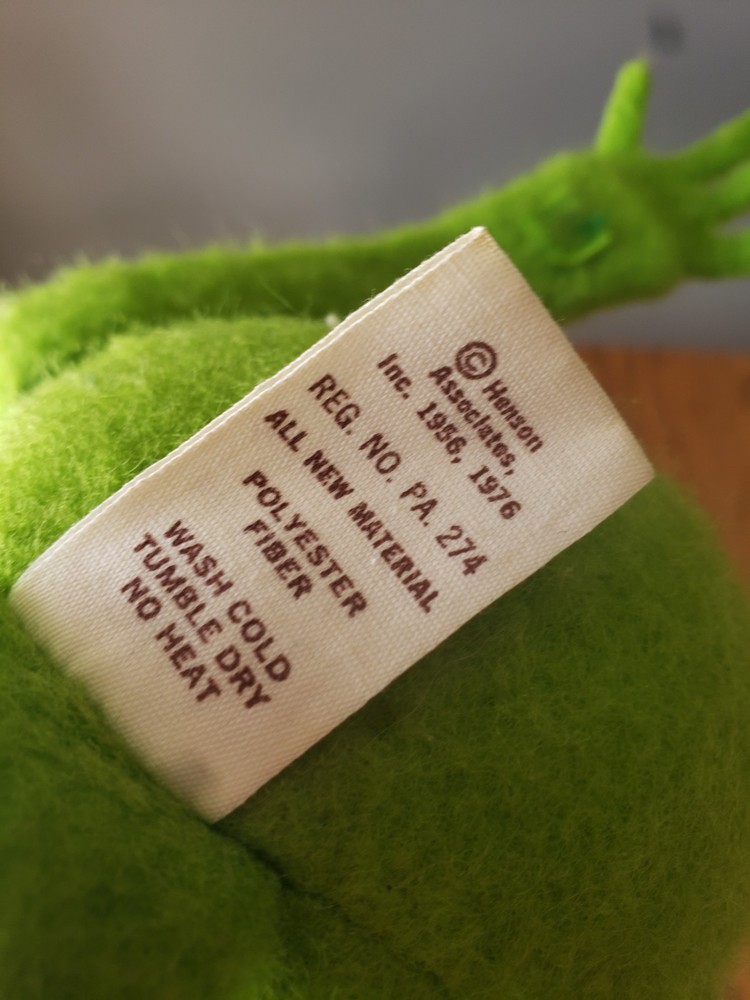 © Henson
Associates,
Inc. 1956, 1976
REG. NO. PA. 274
ALL NEW MATERIAL
POLYESTER
FIBER
WASH COLD
TUMBLE DRY
NO HEAT